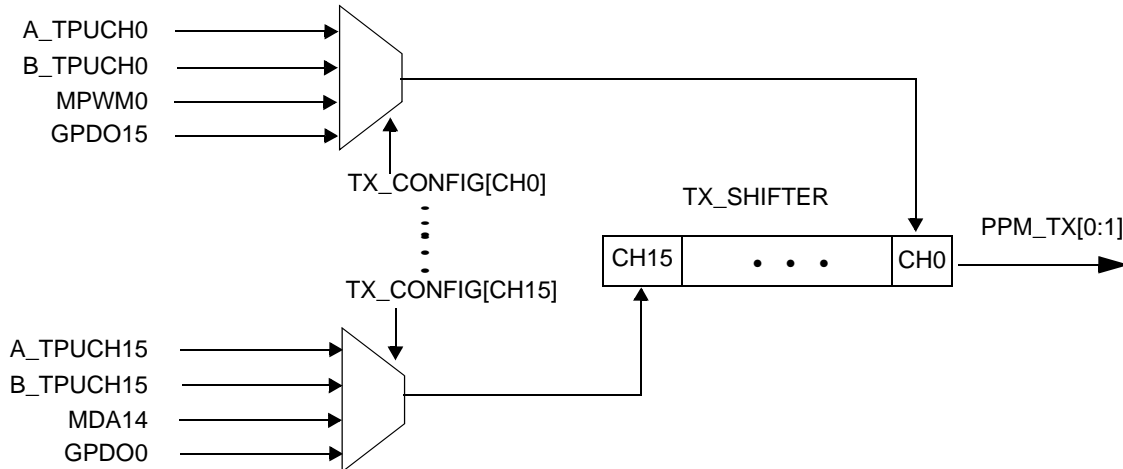 A_TPUCH0
B_TPUCH0
MPWM0
GPDO15
TX_CONFIG[CH0]
TX_SHIFTER
PPM_TX[0:1]
CH15
CH0
TX_CONFIG[CH15]
A_TPUCH15
B_TPUCH15
MDA14
GPDO0